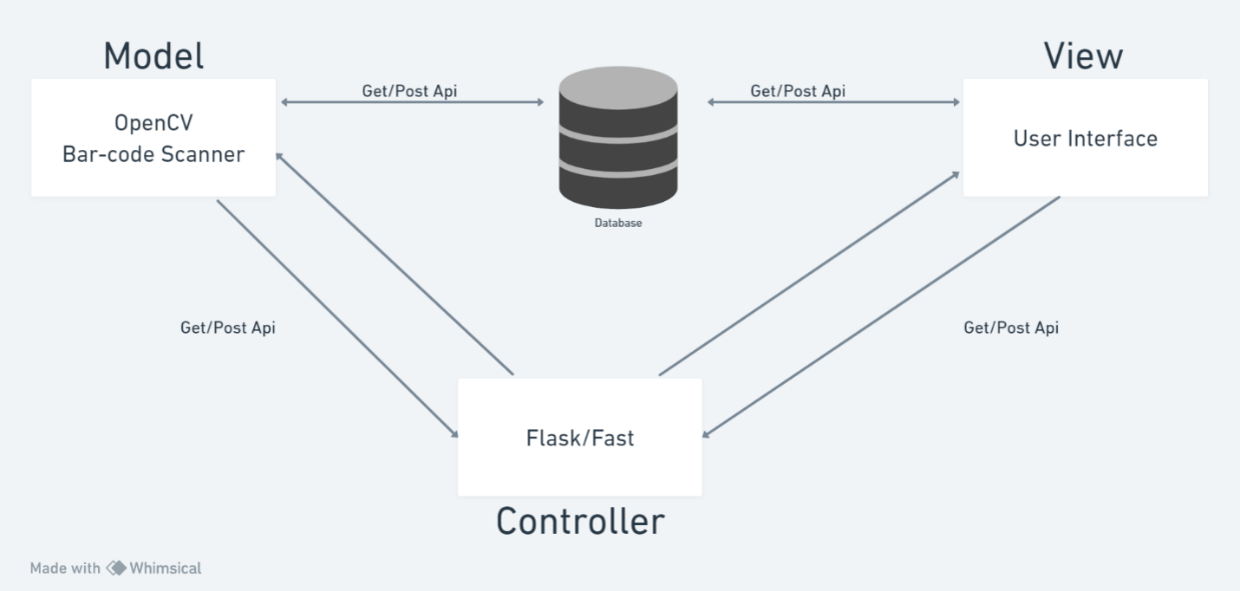 Model
View
Get/Post Api
Get/Post Api
OpenCV
Bar-code Scanner
User Interface
Database
Get/Post Api
Get/Post Api
Flask/Fast
Controller
Made with Whimsical